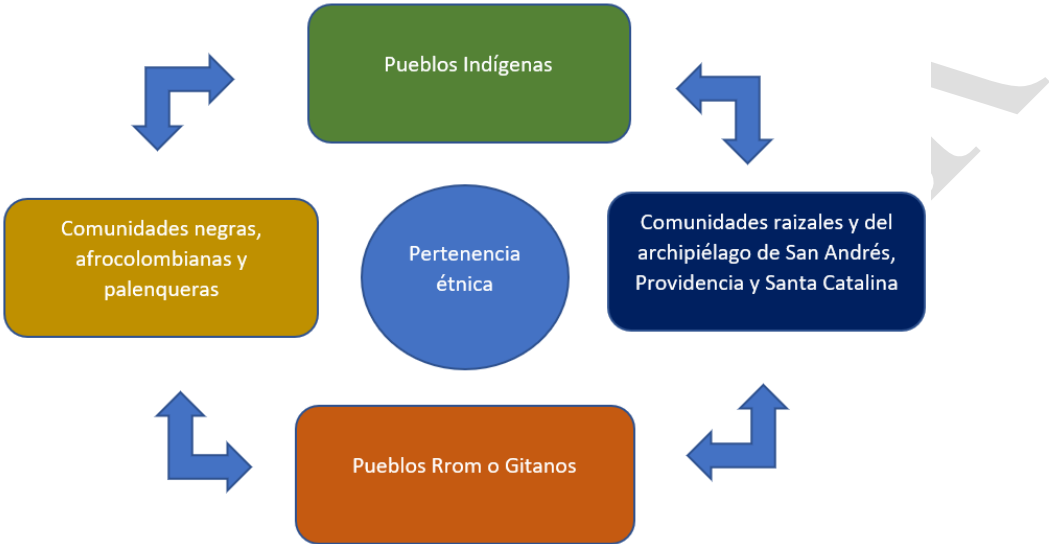 Pueblos Indígenas
Comunidades negras,
afrocolombianas y
palenqueras
Pertenencia
étnica
Comunidades raizales y del
archipiélago de San Andrés,
Providencia y Santa Catalina
Pueblos Rrom o Gitanos